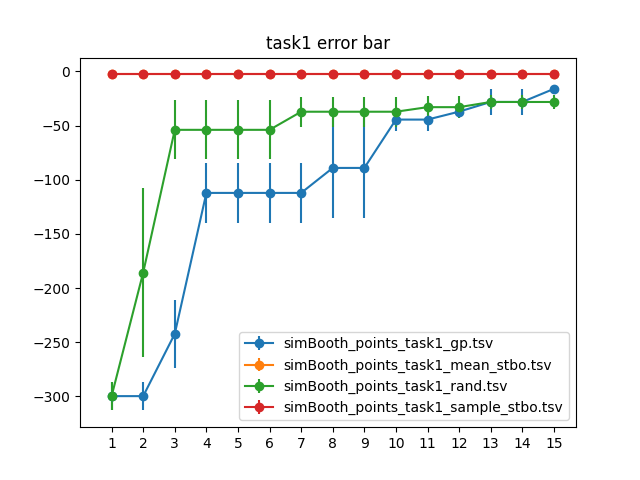 task1 error bar
0
−50
−100
−150
−200
−250
−300
simBooth_points_task1_gp.tsv
simBooth_points_task1_mean_stbo.tsv
simBooth_points_task1_rand.tsv
simBooth_points_task1_sample_stbo.tsv
1 2 3 4 5 6 7 8 9 10 11 12 13 14 15